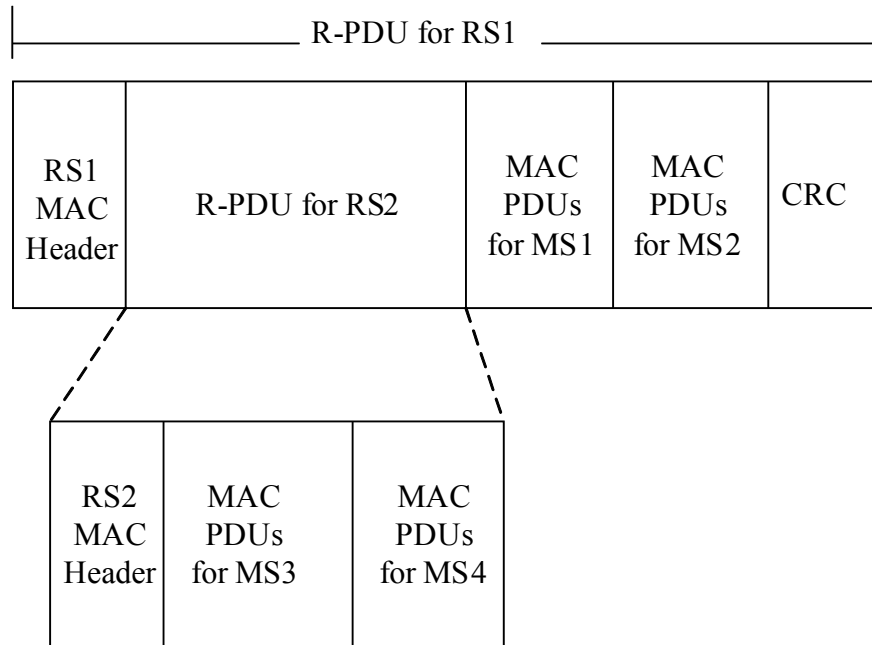 R-PDU for RS1
RS1
MAC
Header
R-PDU for RS2
MAC
PDUs
for MS1
MAC
PDUs
for MS2
CRC
RS2
MAC
Header
MAC
PDUs
for MS3
MAC
PDUs
for MS4